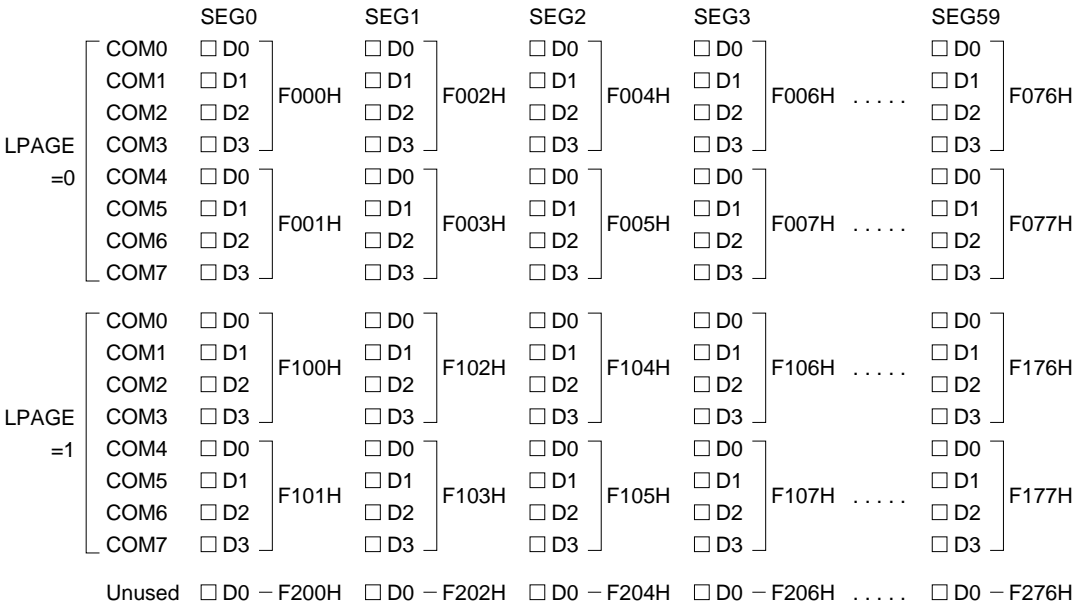 SEG0 SEG1 SEG2 SEG3 SEG59
COM0 □ D0 □ D0 □ D0 □ D0 □ D0
COM1 □ D1 □ D1 □ D1 □ D1 □ D1
F000H F002H F004H F006H ..... F076H
COM2 □ D2 □ D2 □ D2 □ D2 □ D2
LPAGE COM3 □ D3 □ D3 □ D3 □ D3 □ D3
=0 COM4 □ D0 □ D0 □ D0 □ D0 □ D0
COM5 □ D1 □ D1 □ D1 □ D1 □ D1
F001H F003H F005H F007H ..... F077H
COM6 □ D2 □ D2 □ D2 □ D2 □ D2
COM7 □ D3 □ D3 □ D3 □ D3 □ D3
COM0 □ D0 □ D0 □ D0 □ D0 □ D0
COM1 □ D1 □ D1 □ D1 □ D1 □ D1
F100H F102H F104H F106H ..... F176H
COM2 □ D2 □ D2 □ D2 □ D2 □ D2
LPAGE COM3 □ D3 □ D3 □ D3 □ D3 □ D3
=1 COM4 □ D0 □ D0 □ D0 □ D0 □ D0
COM5 □ D1 □ D1 □ D1 □ D1 □ D1
F101H F103H F105H F107H ..... F177H
COM6 □ D2 □ D2 □ D2 □ D2 □ D2
COM7 □ D3 □ D3 □ D3 □ D3 □ D3
Unused □ D0 – F200H □ D0 – F202H □ D0 – F204H □ D0 – F206H ..... □ D0 – F276H